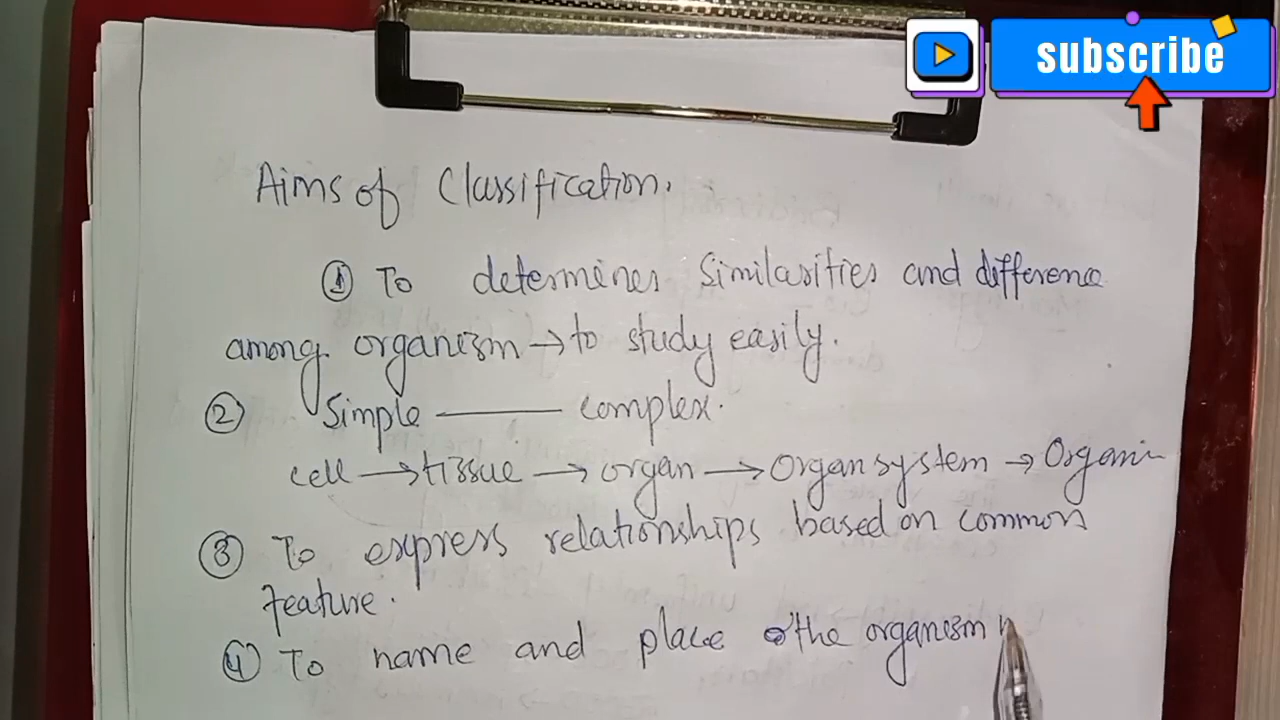 subscribe
Aims of Classification.
① To determines Similarities and difference
among organism → to study easily.
② Simple —— complex.
cell → tissue → organ → Organ system → Organi
③ To express relationships based on common
feature.
④ To name and place the organism